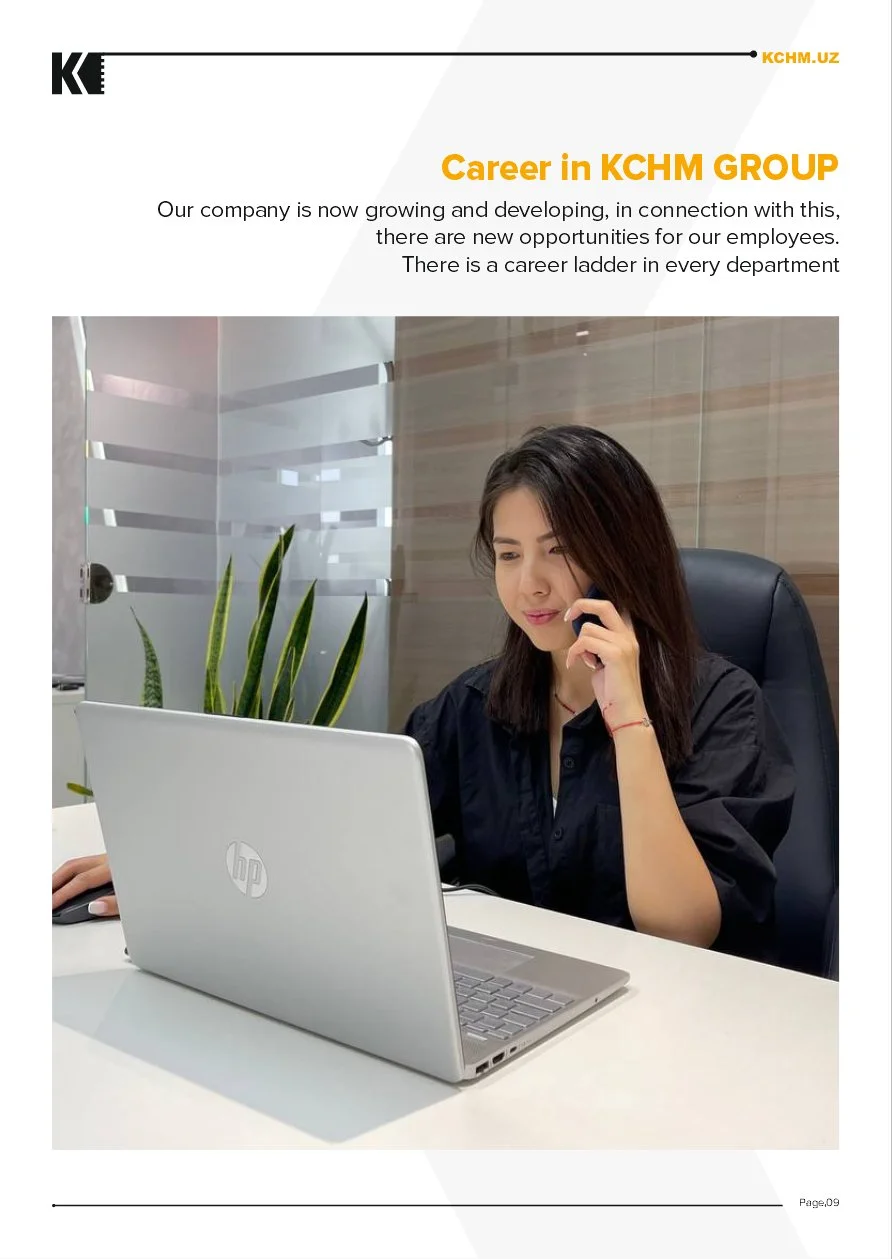 K
KCHM.UZ
Career in KCHM GROUP
Our company is now growing and developing, in connection with this,
there are new opportunities for our employees.
There is a career ladder in every department
hp
Page,09